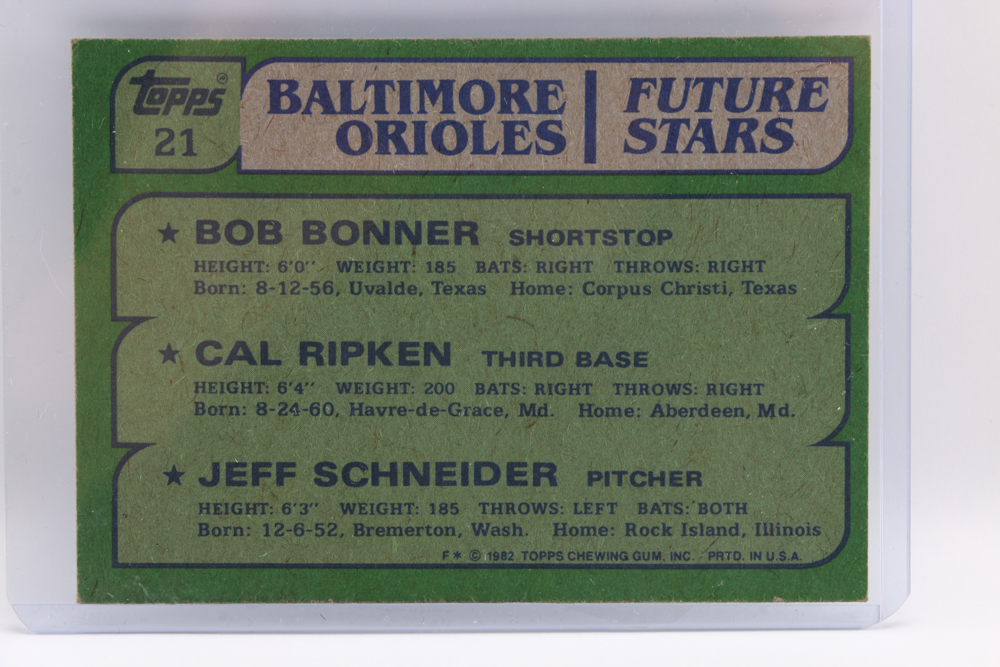 Topps®
21
BALTIMORE
ORIOLES
FUTURE
STARS
★ BOB BONNER SHORTSTOP
HEIGHT: 6'0" WEIGHT: 185 BATS: RIGHT THROWS: RIGHT
Born: 8-12-56, Uvalde, Texas Home: Corpus Christi, Texas
★ CAL RIPKEN THIRD BASE
HEIGHT: 6'4" WEIGHT: 200 BATS: RIGHT THROWS: RIGHT
Born: 8-24-60, Havre-de-Grace, Md. Home: Aberdeen, Md.
★ JEFF SCHNEIDER PITCHER
HEIGHT: 6'3" WEIGHT: 185 THROWS: LEFT BATS: BOTH
Born: 12-6-52, Bremerton, Wash. Home: Rock Island, Illinois
F* © 1982 TOPPS CHEWING GUM, INC. PRTD. IN U.S.A.